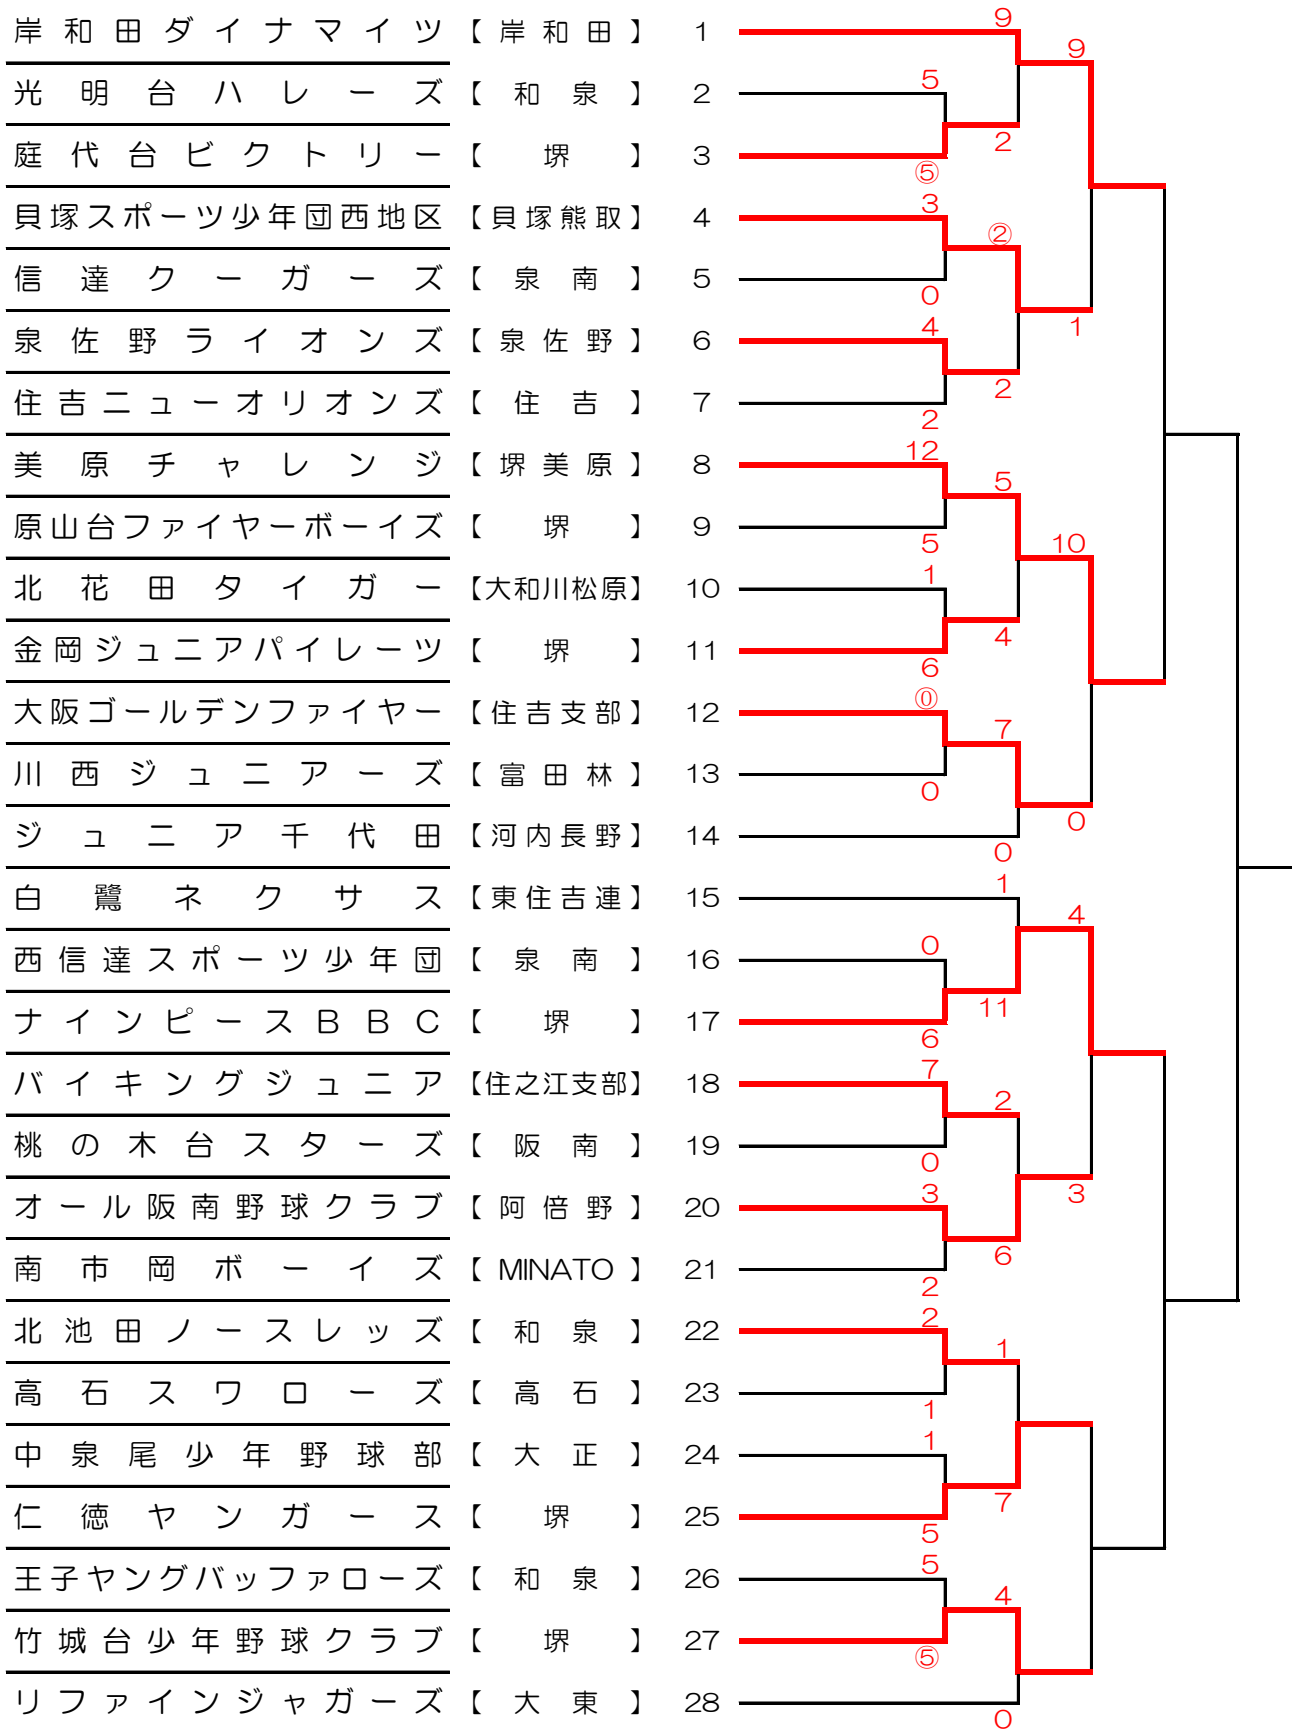 岸和田ダイナマイツ【岸和田】 1
光明台ハレーズ【和泉】 2
庭代台ビクトリー【堺】 3
貝塚スポーツ少年団西地区【貝塚熊取】 4
信達クーガーズ【泉南】 5
泉佐野ライオンズ【泉佐野】 6
住吉ニューオリオンズ【住吉】 7
美原チャレンジ【堺美原】 8
原山台ファイヤーボーイズ【堺】 9
北花田タイガー【大和川松原】 10
金岡ジュニアパイレーツ【堺】 11
大阪ゴールデンファイヤー【住吉支部】 12
川西ジュニアーズ【富田林】 13
ジュニア千代田【河内長野】 14
白鷺ネクサス【東住吉連】 15
西信達スポーツ少年団【泉南】 16
ナインピースBBC【堺】 17
バイキングジュニア【住之江支部】 18
桃の木台スターズ【阪南】 19
オール阪南野球クラブ【阿倍野】 20
南市岡ボーイズ【MINATO】 21
北池田ノースレッズ【和泉】 22
高石スワローズ【高石】 23
中泉尾少年野球部【大正】 24
仁徳ヤンガース【堺】 25
王子ヤングバッファローズ【和泉】 26
竹城台少年野球クラブ【堺】 27
リファインジャガーズ【大東】 28
5
⑤
3
0
4
2
12
5
1
6
⓪
0
0
6
7
0
3
2
2
1
1
5
5
⑤
9
2
②
2
5
4
7
0
1
11
2
6
1
7
4
0
9
1
10
0
4
3